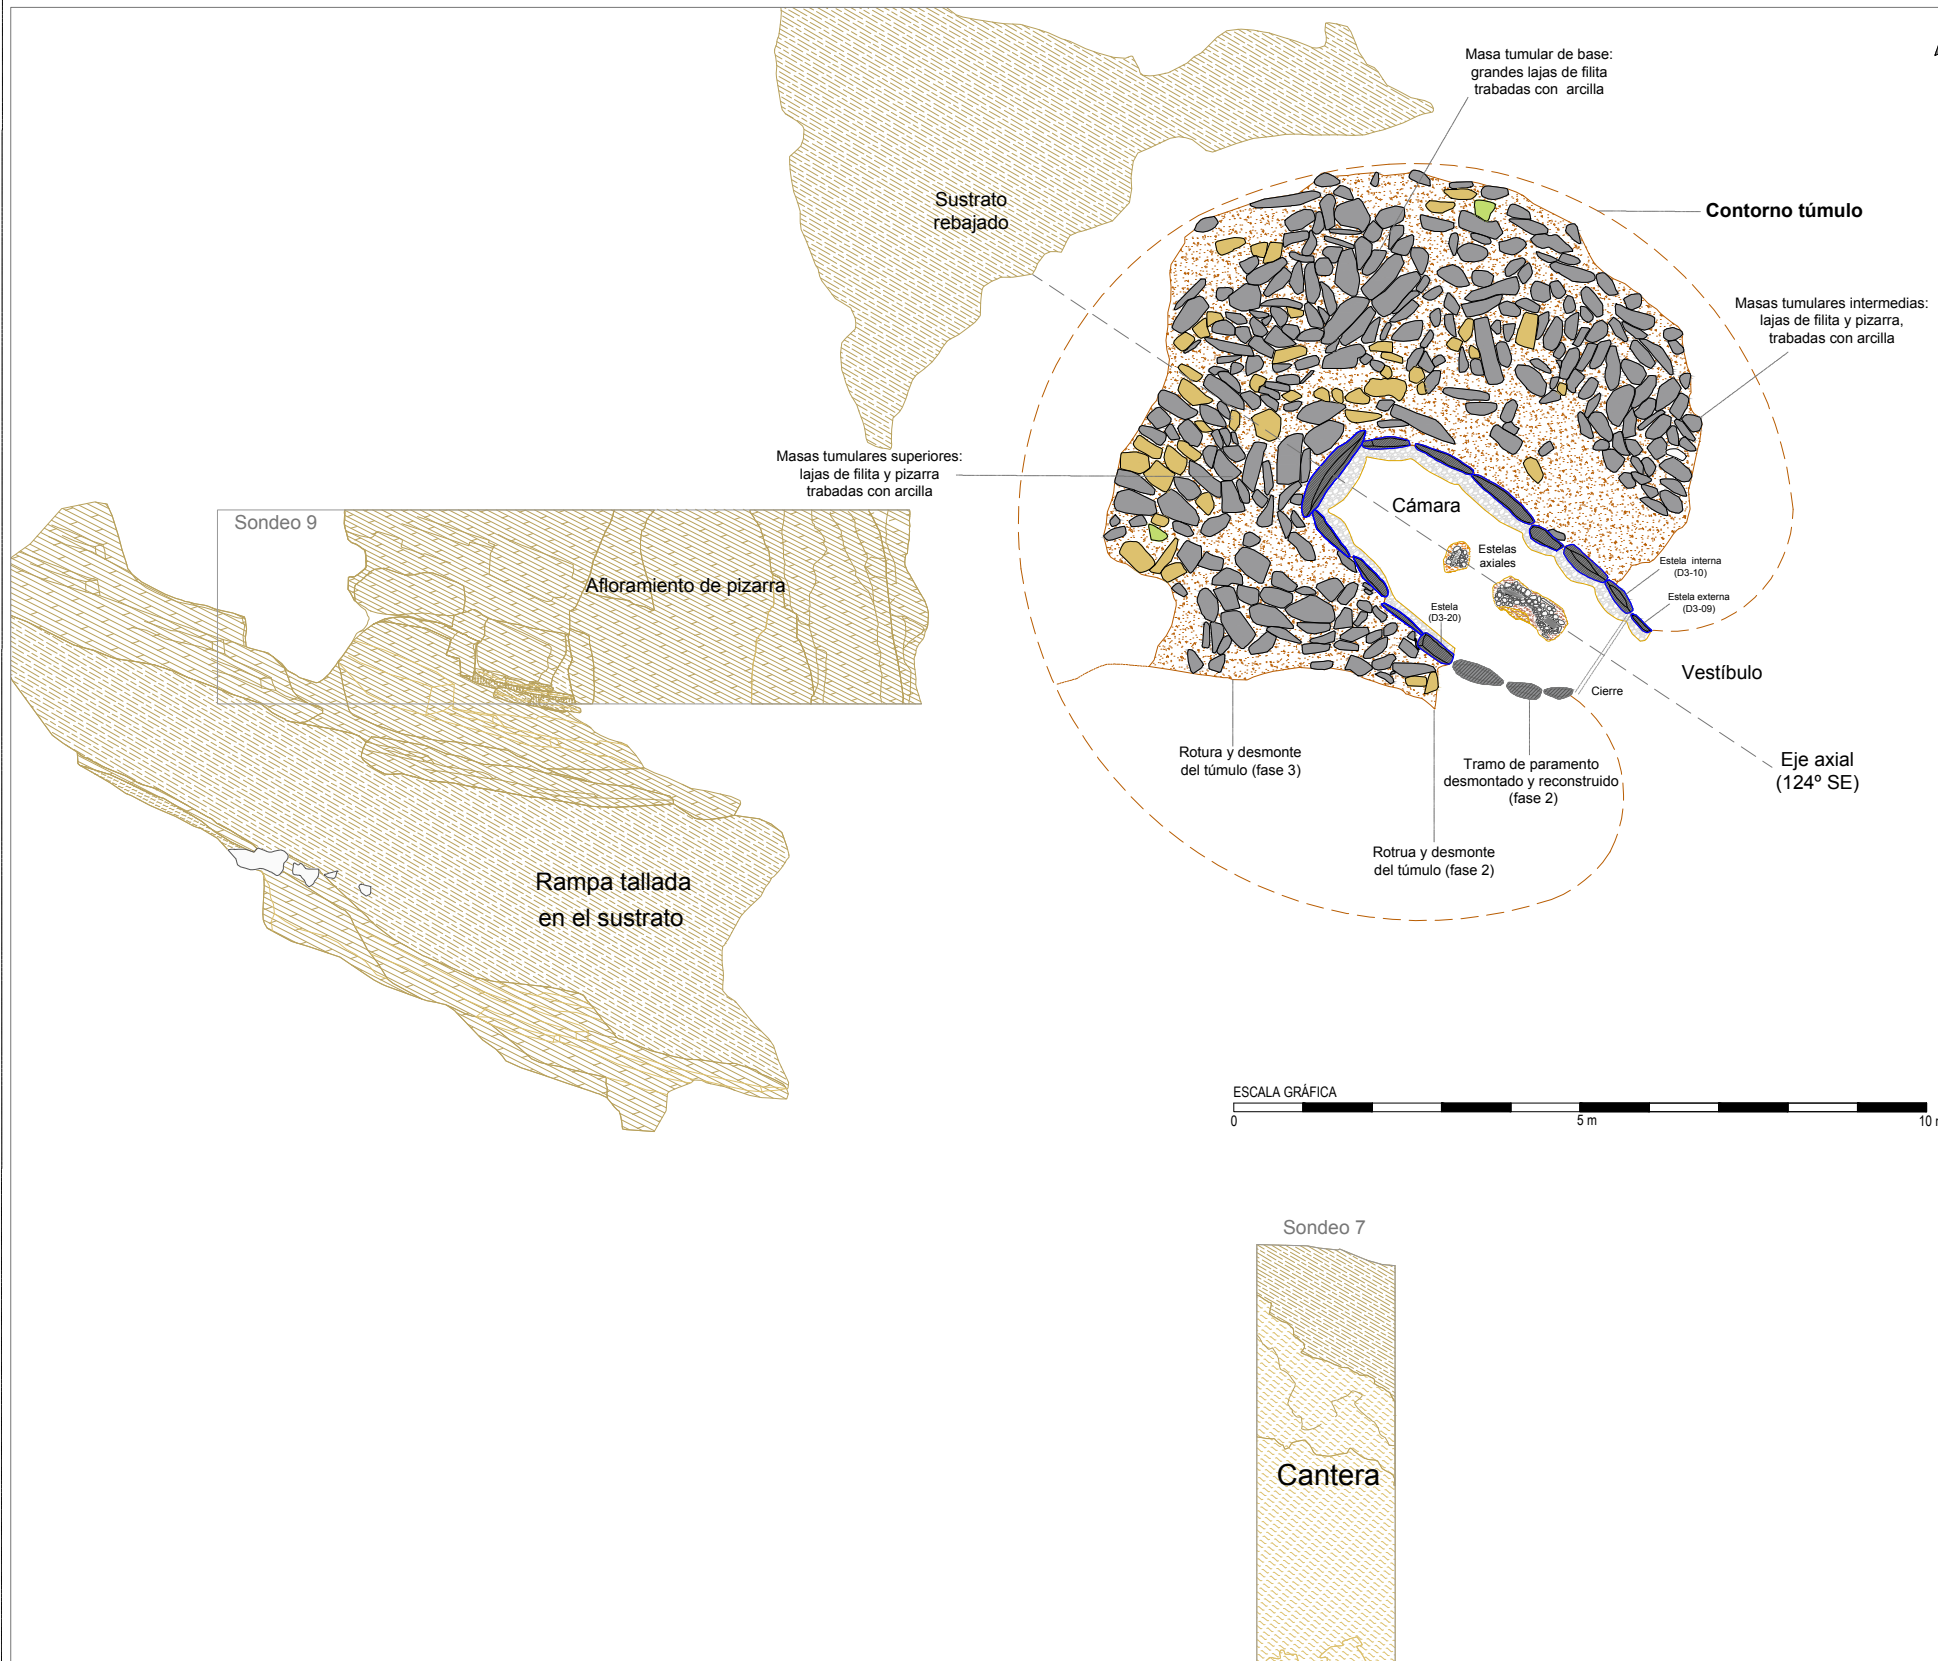 Masa tumular de base:
grandes lajas de filita
trabadas con arcilla
Sustrato
rebajado
Contorno túmulo
Masas tumulares intermedias:
lajas de filita y pizarra,
trabadas con arcilla
Masas tumulares superiores:
lajas de filita y pizarra
trabadas con arcilla
Cámara
Sondeo 9
Afloramiento de pizarra
Estelas
axiales
Estela interna
(D3-10)
Estela externa
(D3-09)
Estela
(D3-20)
Vestíbulo
Cierre
Rotura y desmonte
del túmulo (fase 3)
Tramo de paramento
desmontado y reconstruido
(fase 2)
Eje axial
(124º SE)
Rotrua y desmonte
del túmulo (fase 2)
Rampa tallada
en el sustrato
ESCALA GRÁFICA
0 5 m 10
Sondeo 7
Cantera